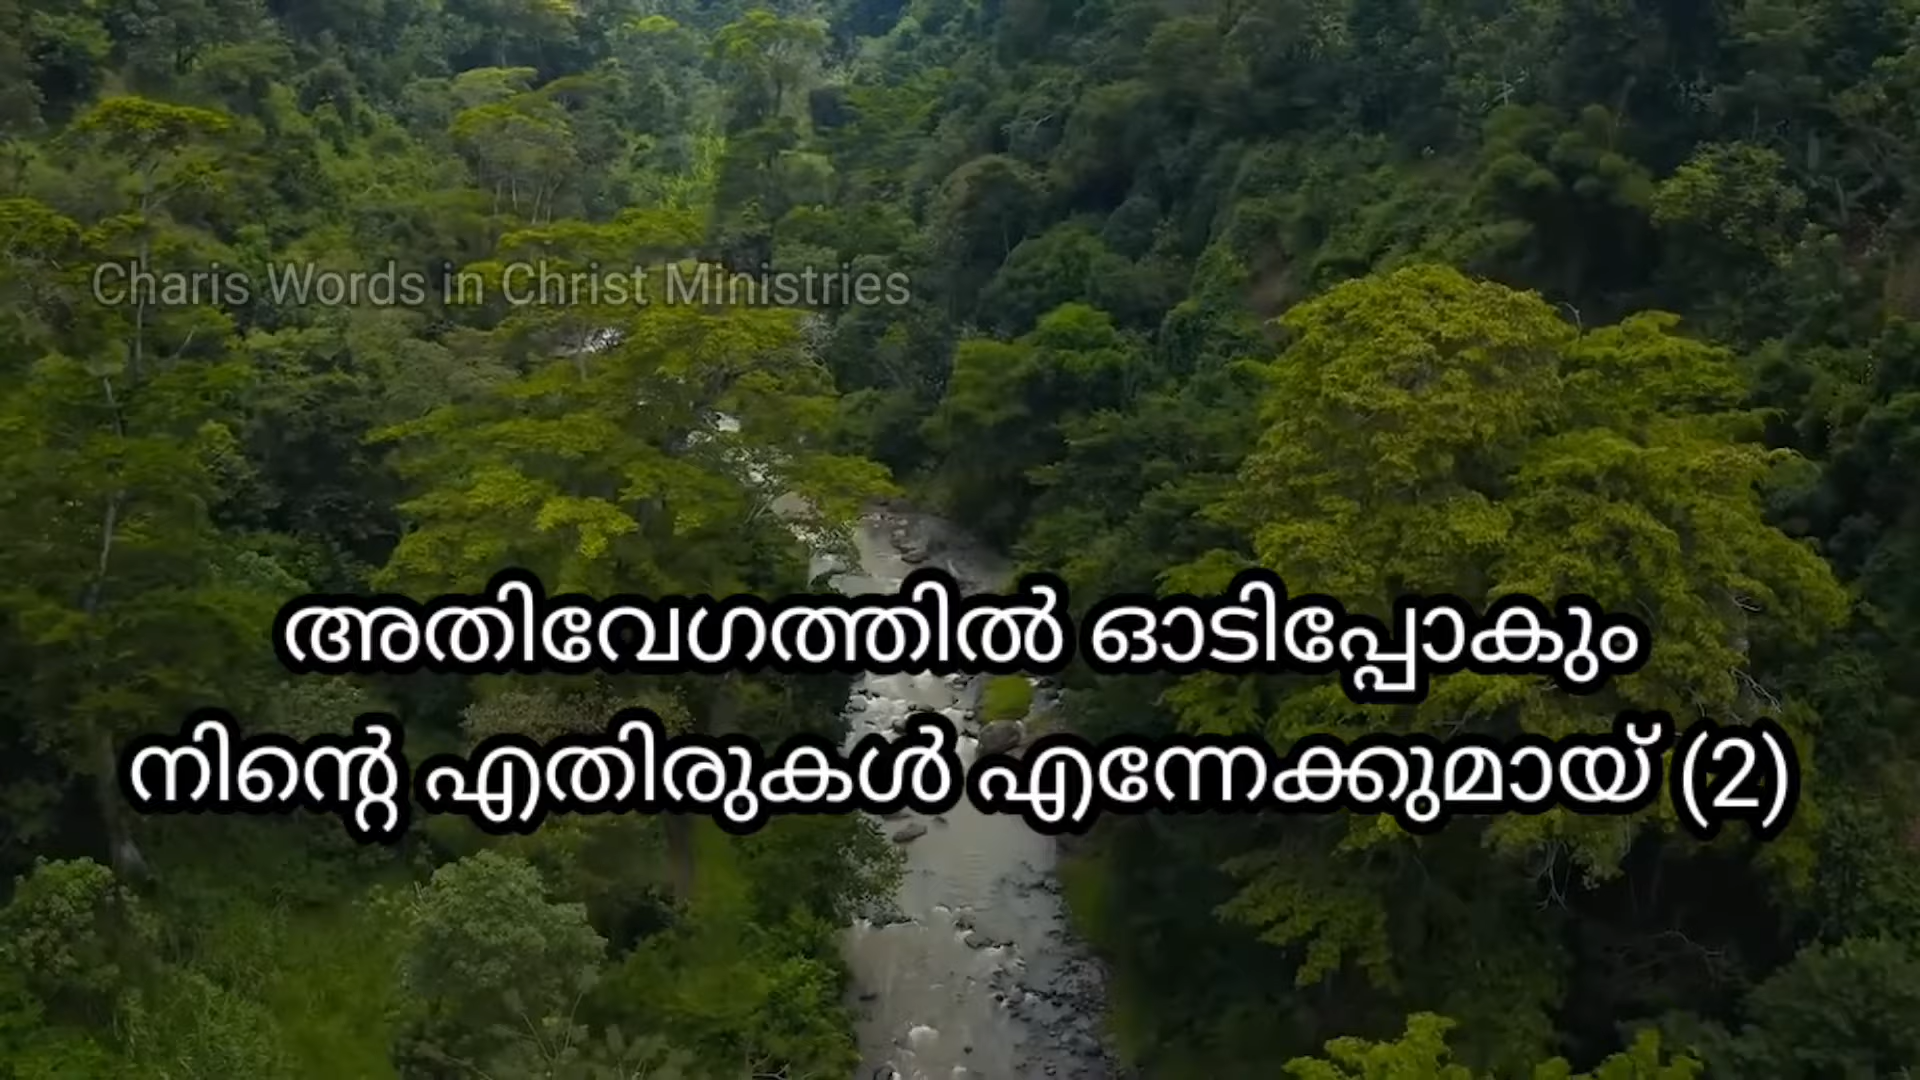 Charis Words in Christ Ministries
അതിവേഗത്തിൽ ഓടിപ്പോകും
നിന്റെ എതിരുകൾ എന്നേക്കുമായ് (2)